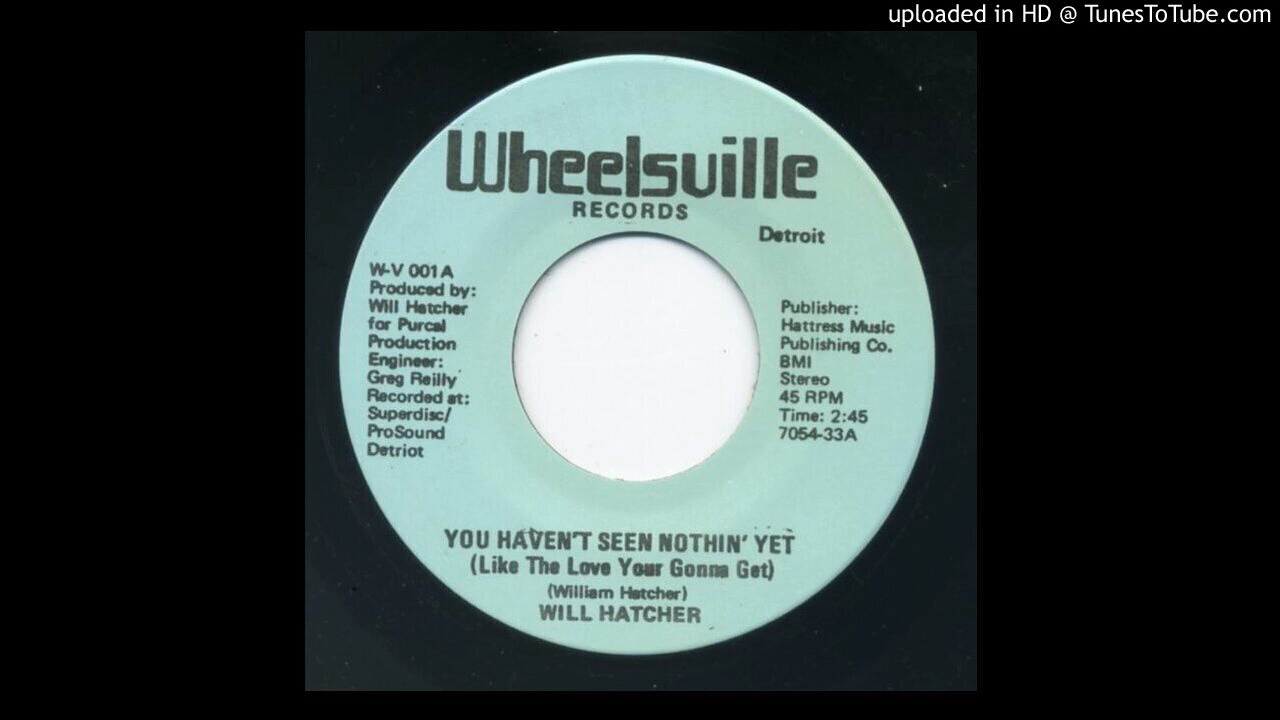 uploaded in HD @ TunesToTube.com
Wheelsville
RECORDS
Detroit
W-V 001 A
Produced by:
Will Hatcher
for Purcal
Production
Engineer:
Greg Reilly
Recorded at:
Superdisc/
ProSound
Detriot
Publisher:
Hattress Music
Publishing Co.
BMI
Stereo
45 RPM
Time: 2:45
7054-33A
YOU HAVEN'T SEEN NOTHIN' YET
(Like The Love Your Gonna Get)
(William Hatcher)
WILL HATCHER